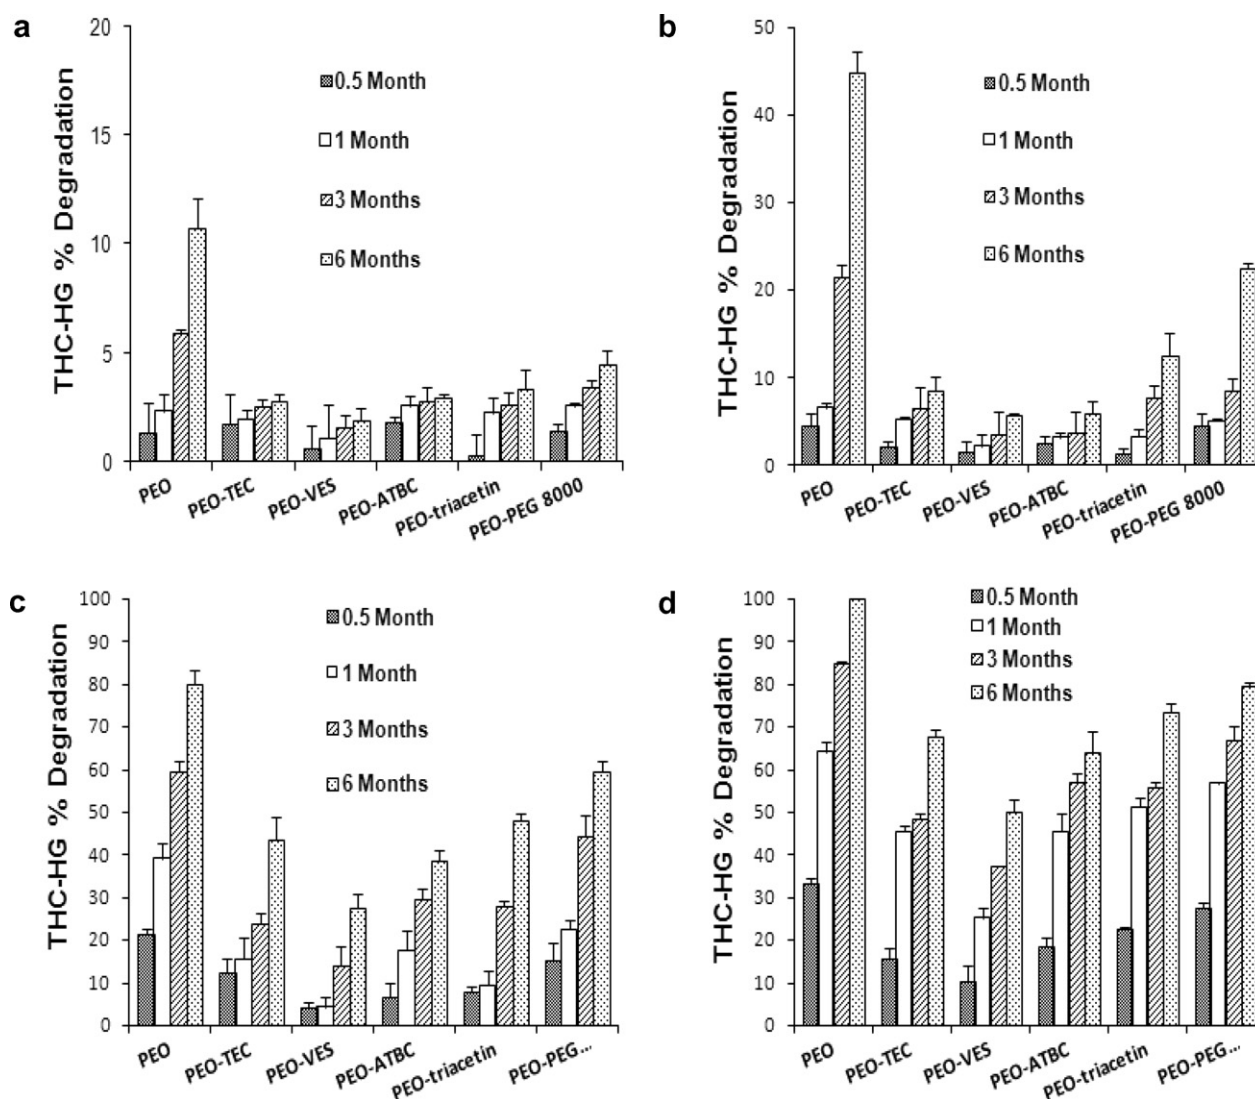 a
THC-HG % Degradation
20
15
10
5
0
0.5 Month
1 Month
3 Months
6 Months
PEO
PEO-TEC
PEO-VES
PEO-ATBC
PEO-triacetin
PEO-PEG 8000
b
THC-HG % Degradation
50
40
30
20
10
0
0.5 Month
1 Month
3 Months
6 Months
PEO
PEO-TEC
PEO-VES
PEO-ATBC
PEO-triacetin
PEO-PEG 8000
c
THC-HG % Degradation
100
90
80
70
60
50
40
30
20
10
0
0.5 Month
1 Month
3 Months
6 Months
PEO
PEO-TEC
PEO-VES
PEO-ATBC
PEO-triacetin
PEO-PEG...
d
THC-HG % Degradation
100
90
80
70
60
50
40
30
20
10
0
0.5 Month
1 Month
3 Months
6 Months
PEO
PEO-TEC
PEO-VES
PEO-ATBC
PEO-triacetin
PEO-PEG...